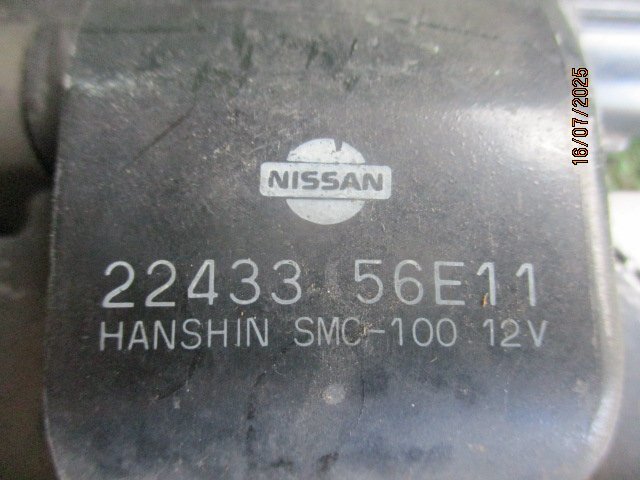 NISSAN
22433 56E11
HANSHIN SMC-100 12V
16/07/2025